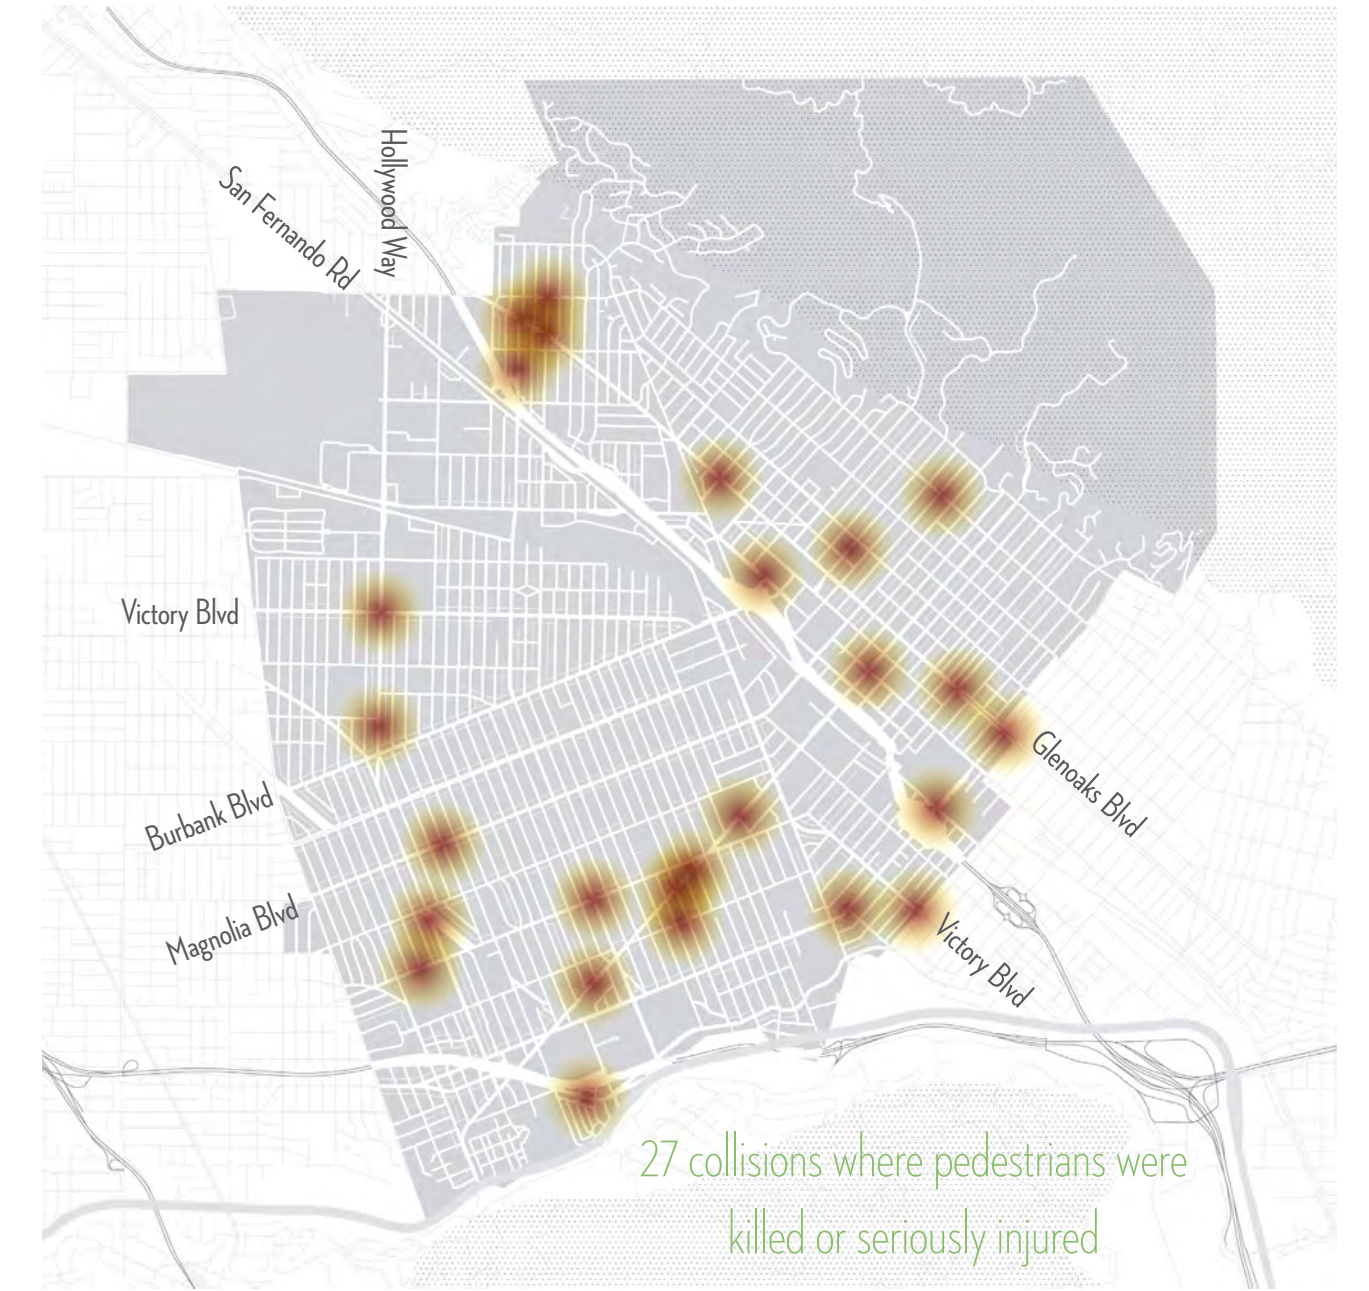 Hollywood Way
San Fernando Rd
Victory Blvd
Burbank Blvd
Magnolia Blvd
Glenoaks Blvd
Victory Blvd
27 collisions where pedestrians were
killed or seriously injured